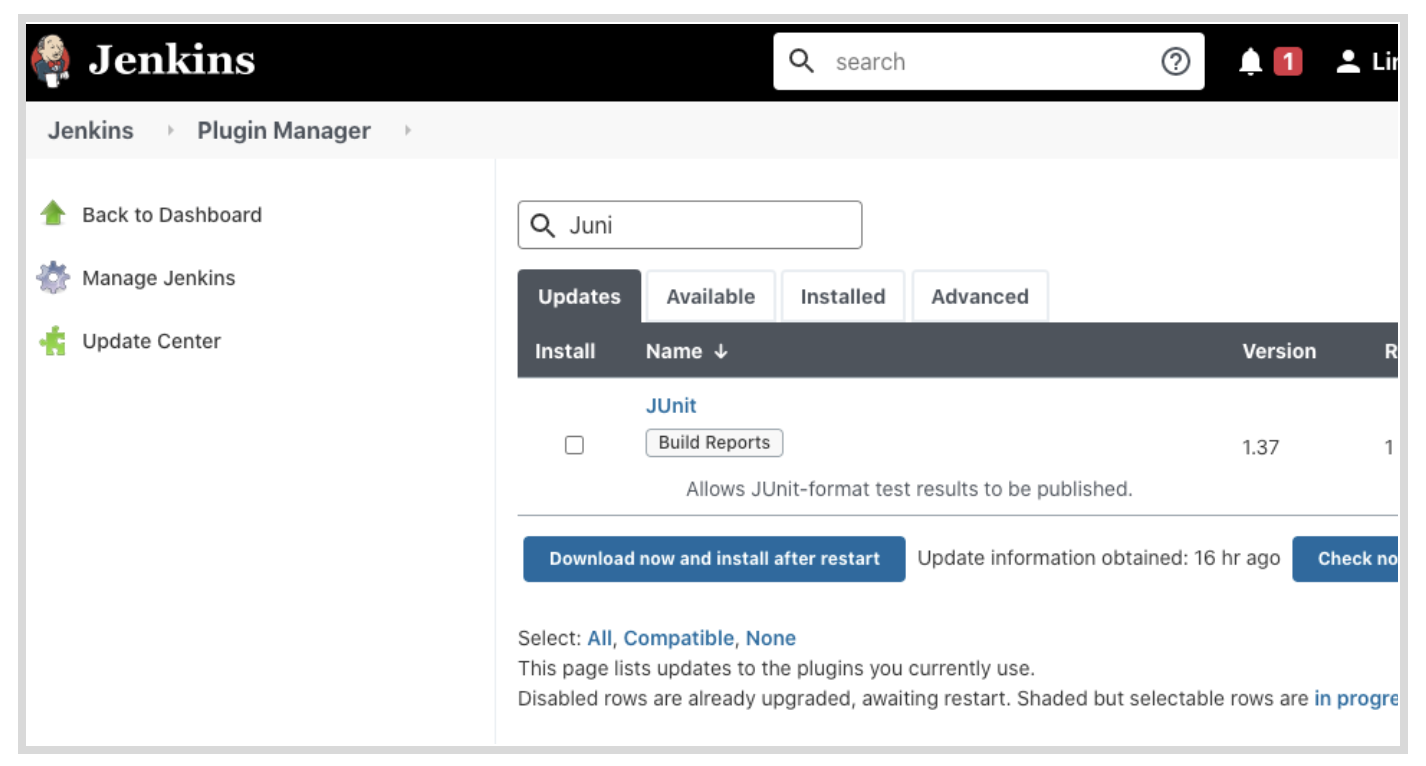 Jenkins
search
1
Jenkins
Plugin Manager
Back to Dashboard
Manage Jenkins
Update Center
Juni
Updates Available Installed Advanced
Install Name ↓ Version
JUnit
Build Reports
1.37
1
Allows JUnit-format test results to be published.
Download now and install after restart Update information obtained: 16 hr ago Check
Select: All, Compatible, None
This page lists updates to the plugins you currently use.
Disabled rows are already upgraded, awaiting restart. Shaded but selectable rows are in